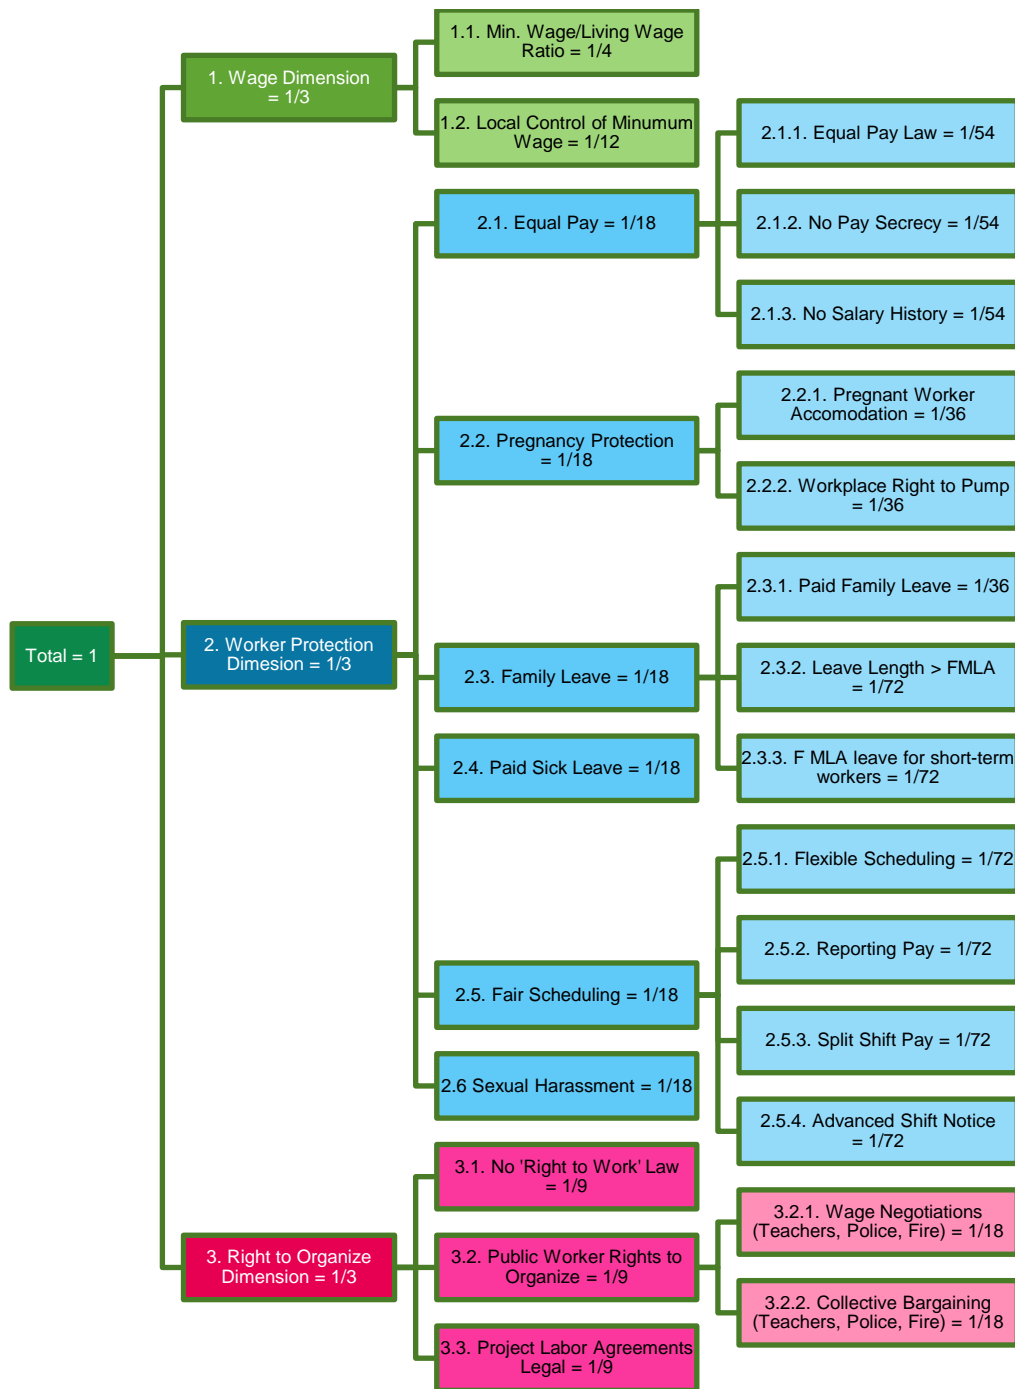 Total = 1
1. Wage Dimension
= 1/3
1.1. Min. Wage/Living Wage
Ratio = 1/4
1.2. Local Control of Minumum
Wage = 1/12
2. Worker Protection
Dimesion = 1/3
2.1. Equal Pay = 1/18
2.1.1. Equal Pay Law = 1/54
2.1.2. No Pay Secrecy = 1/54
2.1.3. No Salary History = 1/54
2.2. Pregnancy Protection
= 1/18
2.2.1. Pregnant Worker
Accomodation = 1/36
2.2.2. Workplace Right to Pump
= 1/36
2.3. Family Leave = 1/18
2.3.1. Paid Family Leave = 1/36
2.3.2. Leave Length > FMLA
= 1/72
2.3.3. F MLA leave for short-term
workers = 1/72
2.4. Paid Sick Leave = 1/18
2.5. Fair Scheduling = 1/18
2.5.1. Flexible Scheduling = 1/72
2.5.2. Reporting Pay = 1/72
2.5.3. Split Shift Pay = 1/72
2.5.4. Advanced Shift Notice
= 1/72
2.6 Sexual Harassment = 1/18
3. Right to Organize
Dimension = 1/3
3.1. No 'Right to Work' Law
= 1/9
3.2. Public Worker Rights to
Organize = 1/9
3.2.1. Wage Negotiations
(Teachers, Police, Fire) = 1/18
3.2.2. Collective Bargaining
(Teachers, Police, Fire) = 1/18
3.3. Project Labor Agreements
Legal = 1/9